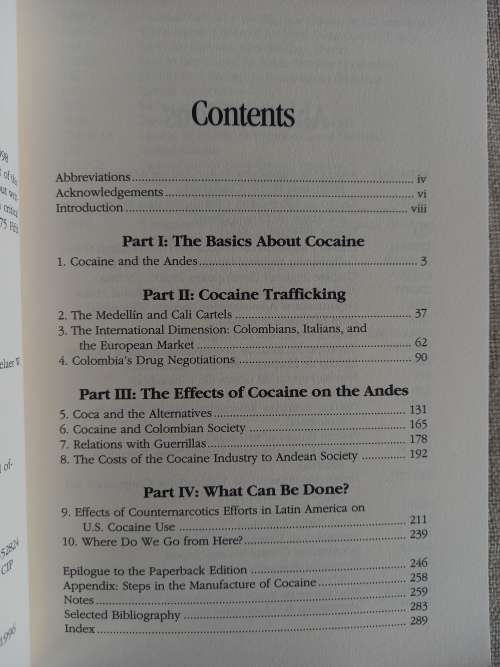 Contents
Abbreviations iv
Acknowledgements vi
Introduction viii
Part I: The Basics About Cocaine
1. Cocaine and the Andes 3
Part II: Cocaine Trafficking
2. The Medellín and Cali Cartels 37
3. The International Dimension: Colombians, Italians, and
the European Market 62
4. Colombia's Drug Negotiations 90
Part III: The Effects of Cocaine on the Andes
5. Coca and the Alternatives 131
6. Cocaine and Colombian Society 165
7. Relations with Guerrillas 178
8. The Costs of the Cocaine Industry to Andean Society 192
Part IV: What Can Be Done?
9. Effects of Counternarcotics Efforts in Latin America on
U.S. Cocaine Use 211
10. Where Do We Go from Here? 239
Epilogue to the Paperback Edition 246
Appendix: Steps in the Manufacture of Cocaine 258
Notes 259
Selected Bibliography 283
Index 289
of the
critical
52824
CIP
1996